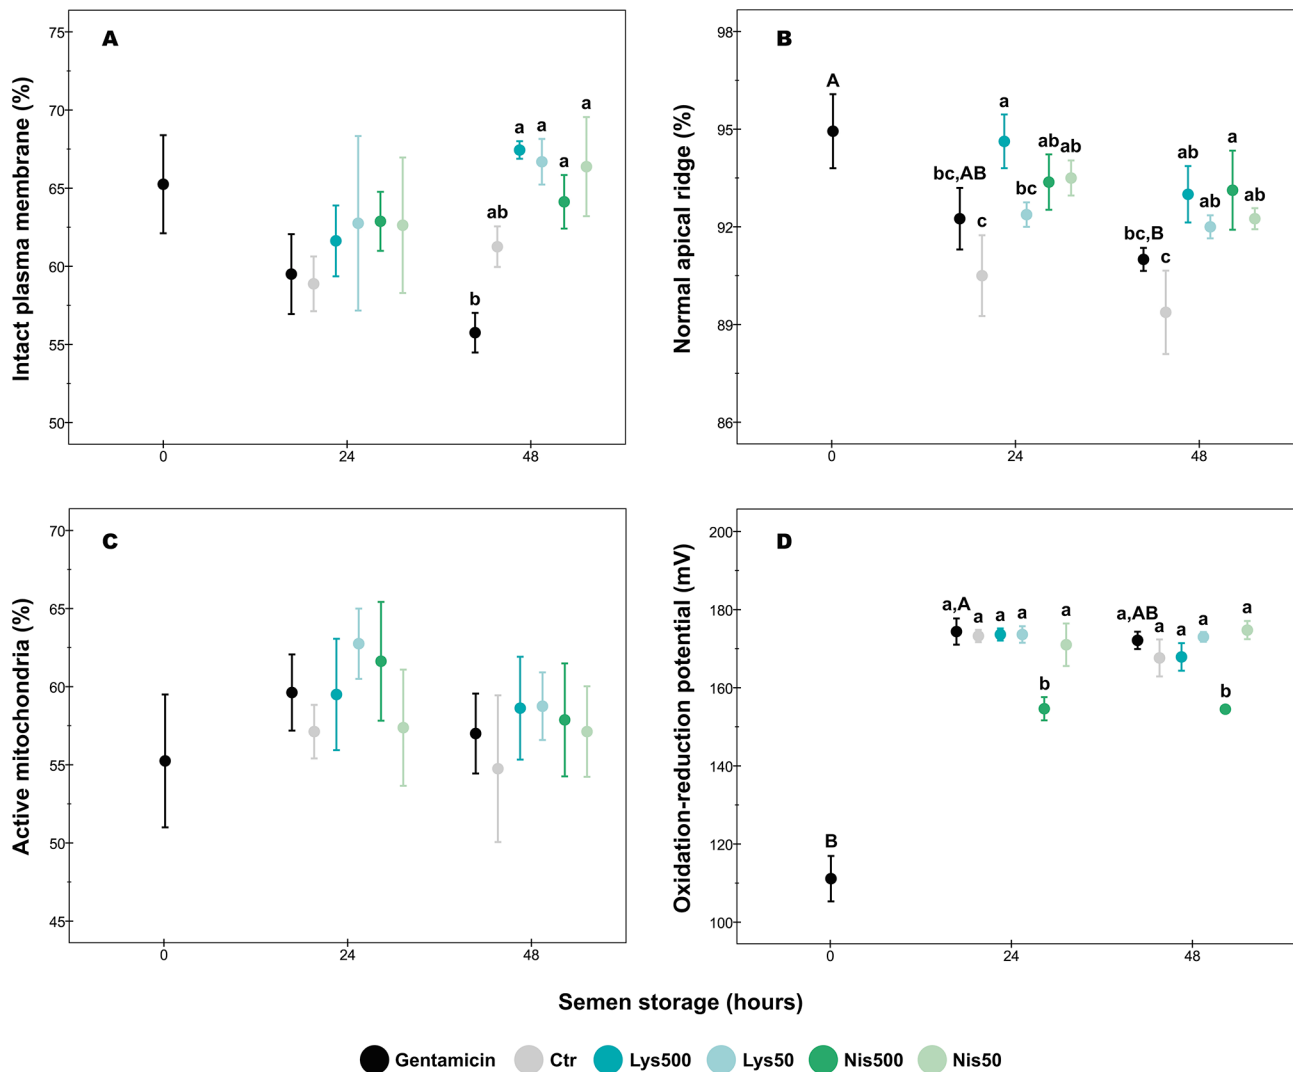 A
Intact plasma membrane (%)
75
70
65
60
55
50
a
a
a
a
ab
b
0
24
48
B
Normal apical ridge (%)
98
95
92
89
86
A
bc,AB
c
a
bc
ab
ab
bc,B
c
ab
ab
a
ab
0
24
48
C
Active mitochondria (%)
70
65
60
55
50
45
0
24
48
D
Oxidation-reduction potential (mV)
200
180
160
140
120
100
B
a,A
a
a
a
b
a
a,AB
a
a
a
b
a
0
24
48
Semen storage (hours)
Gentamicin Ctr Lys500 Lys50 Nis500 Nis50